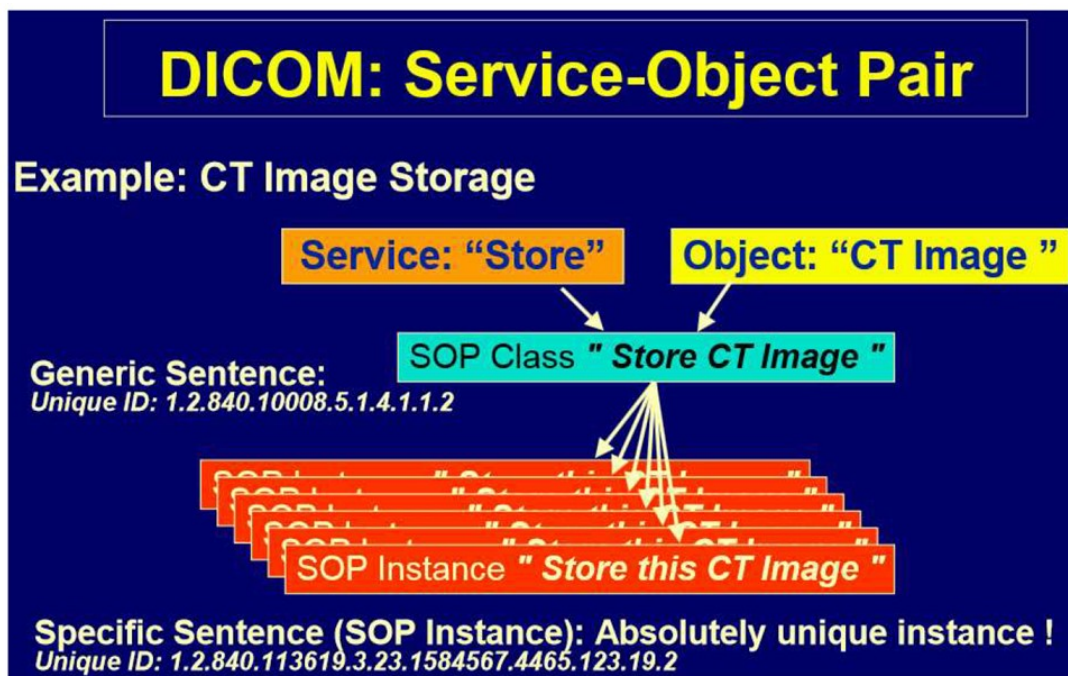 DICOM: Service-Object Pair
Example: CT Image Storage
Service: “Store”
Object: “CT Image ”
SOP Class " Store CT Image "
Generic Sentence:
Unique ID: 1.2.840.10008.5.1.4.1.1.2
SOP Instance " Store this CT Image "
Specific Sentence (SOP Instance): Absolutely unique instance !
Unique ID: 1.2.840.113619.3.23.1584567.4465.123.19.2